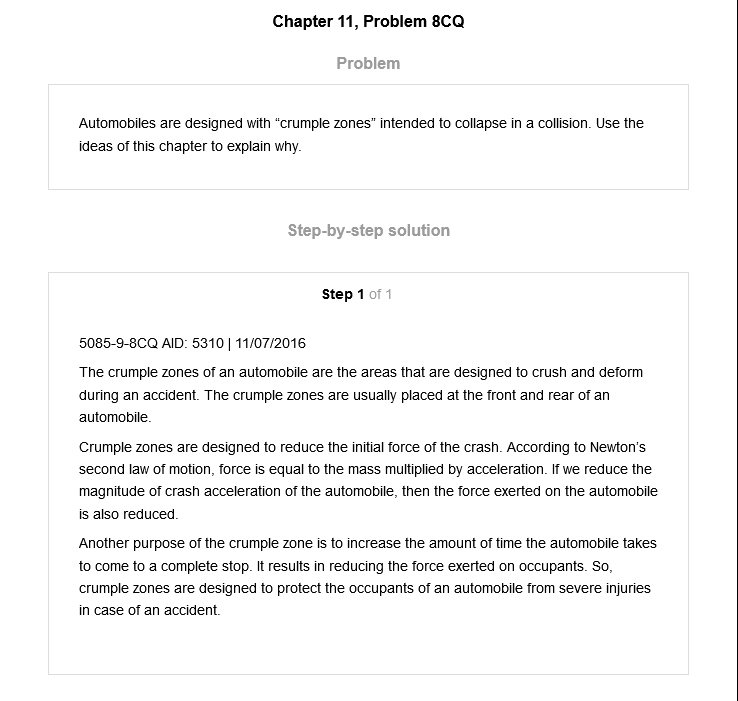 Chapter 11, Problem 8CQ
Problem
Automobiles are designed with “crumple zones” intended to collapse in a collision. Use the
ideas of this chapter to explain why.
Step-by-step solution
Step 1 of 1
5085-9-8CQ AID: 5310 | 11/07/2016
The crumple zones of an automobile are the areas that are designed to crush and deform
during an accident. The crumple zones are usually placed at the front and rear of an
automobile.
Crumple zones are designed to reduce the initial force of the crash. According to Newton’s
second law of motion, force is equal to the mass multiplied by acceleration. If we reduce the
magnitude of crash acceleration of the automobile, then the force exerted on the automobile
is also reduced.
Another purpose of the crumple zone is to increase the amount of time the automobile takes
to come to a complete stop. It results in reducing the force exerted on occupants. So,
crumple zones are designed to protect the occupants of an automobile from severe injuries
in case of an accident.